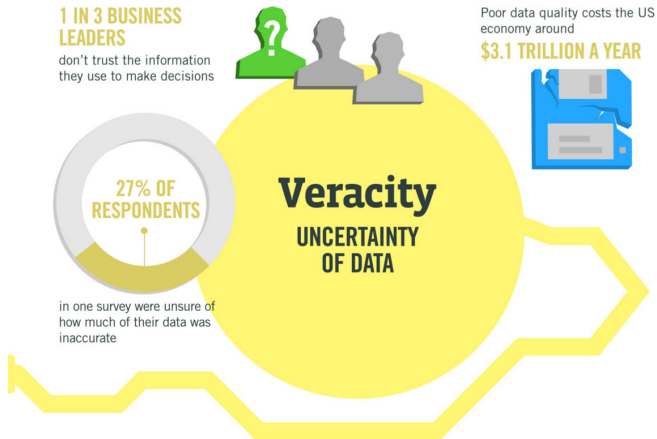 1 IN 3 BUSINESS
LEADERS
don't trust the information
they use to make decisions
?
Poor data quality costs the US
economy around
$3.1 TRILLION A YEAR
27% OF
RESPONDENTS
in one survey were unsure of
how much of their data was
inaccurate
Veracity
UNCERTAINTY
OF DATA